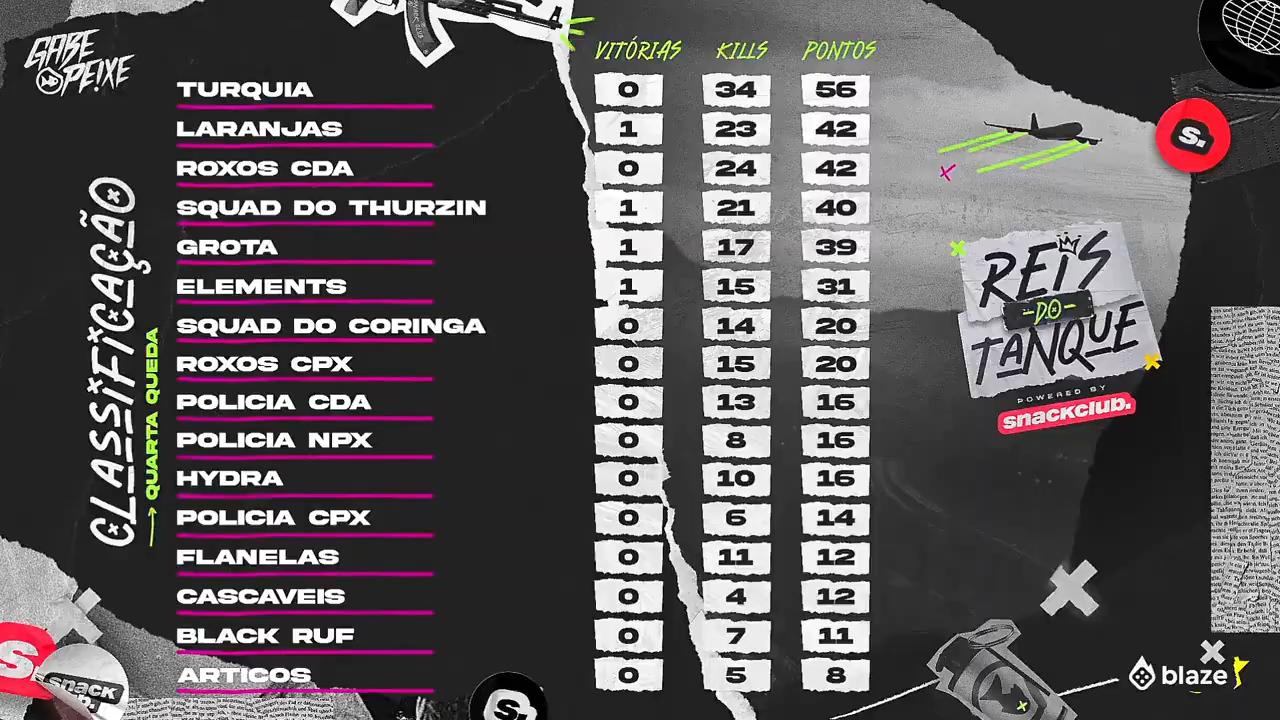 GABE
PEIXE
CLASSIFICAÇÃO
QUARTA QUEDA
VITÓRIAS KILLS PONTOS
TURQUIA 0 34 56
LARANJAS 1 23 42
ROXOS CDA 0 24 42
SQUAD DO THURZIN 1 21 40
GROTA 1 17 39
ELEMENTS 1 15 31
SQUAD DO CORINGA 0 14 20
ROXOS CPX 0 15 20
POLICIA CDA 0 13 16
POLICIA NPX 0 8 16
HYDRA 0 10 16
POLICIA CPX 0 6 14
FLANELAS 0 11 12
CASCAVEIS 0 4 12
BLACK RUF 0 7 11
ARTICOS 0 5 8
S.
REIS
-DO-
TANQUE
POWERED BY
snackclub.
blaze
S
snack
S.